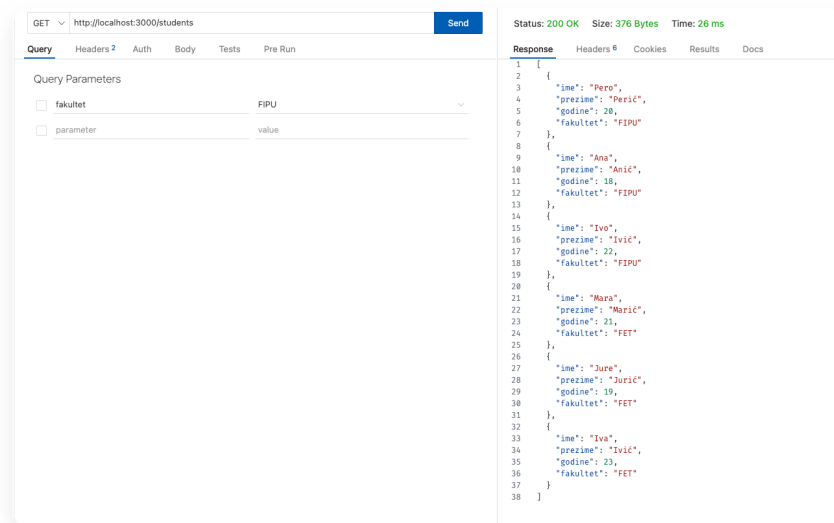 GET http://localhost:3000/students Send
Query Headers 2 Auth Body Tests Pre Run
Query Parameters
fakultet FIPU
parameter value
Status: 200 OK Size: 376 Bytes Time: 26 ms
Response Headers 6 Cookies Results Docs
1 [
2 {
3 "ime": "Pero",
4 "prezime": "Perić",
5 "godine": 20,
6 "fakultet": "FIPU"
7 },
8 {
9 "ime": "Ana",
10 "prezime": "Anić",
11 "godine": 18,
12 "fakultet": "FIPU"
13 },
14 {
15 "ime": "Ivo",
16 "prezime": "Ivić",
17 "godine": 22,
18 "fakultet": "FIPU"
19 },
20 {
21 "ime": "Mara",
22 "prezime": "Marić",
23 "godine": 21,
24 "fakultet": "FET"
25 },
26 {
27 "ime": "Jure",
28 "prezime": "Jurić",
29 "godine": 19,
30 "fakultet": "FET"
31 },
32 {
33 "ime": "Iva",
34 "prezime": "Ivić",
35 "godine": 23,
36 "fakultet": "FET"
37 }
38 ]